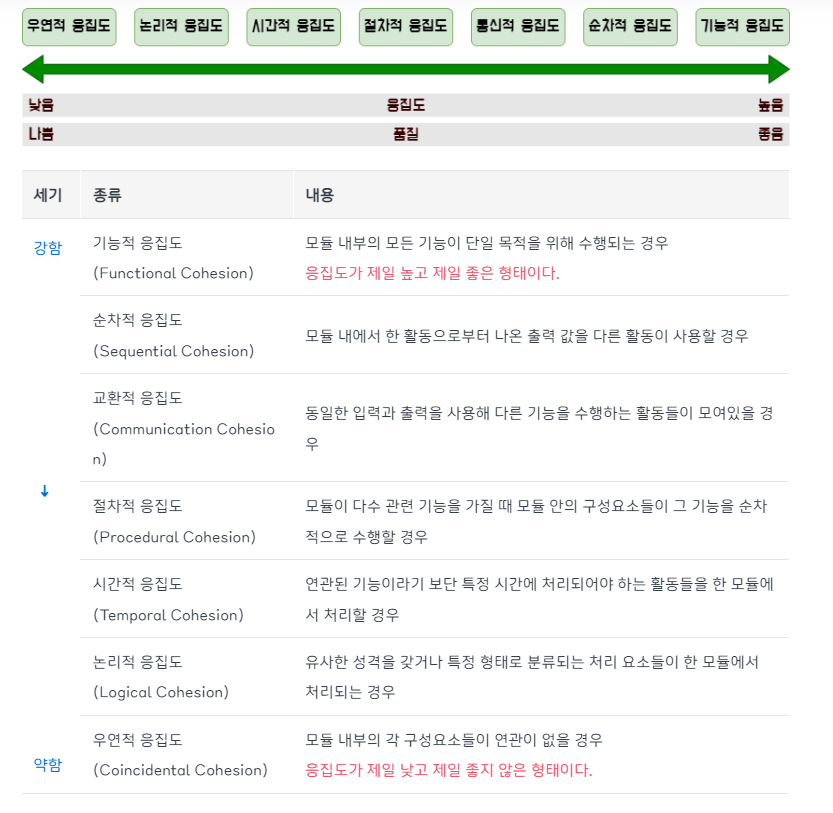 우연적 응집도 논리적 응집도 시간적 응집도 절차적 응집도 통신적 응집도 순차적 응집도 기능적 응집도
낮음 응집도 높음
나쁨 품질 좋음
세기 종류 내용
강함
기능적 응집도
(Functional Cohesion)
모듈 내부의 모든 기능이 단일 목적을 위해 수행되는 경우
응집도가 제일 높고 제일 좋은 형태이다.
순차적 응집도
(Sequential Cohesion)
모듈 내에서 한 활동으로부터 나온 출력 값을 다른 활동이 사용할 경우
교환적 응집도
(Communication Cohesio
n)
동일한 입력과 출력을 사용해 다른 기능을 수행하는 활동들이 모여있을 경
우
↓
절차적 응집도
(Procedural Cohesion)
모듈이 다수 관련 기능을 가질 때 모듈 안의 구성요소들이 그 기능을 순차
적으로 수행할 경우
시간적 응집도
(Temporal Cohesion)
연관된 기능이라기 보단 특정 시간에 처리되어야 하는 활동들을 한 모듈에
서 처리할 경우
논리적 응집도
(Logical Cohesion)
유사한 성격을 갖거나 특정 형태로 분류되는 처리 요소들이 한 모듈에서
처리되는 경우
약함
우연적 응집도
(Coincidental Cohesion)
모듈 내부의 각 구성요소들이 연관이 없을 경우
응집도가 제일 낮고 제일 좋지 않은 형태이다.